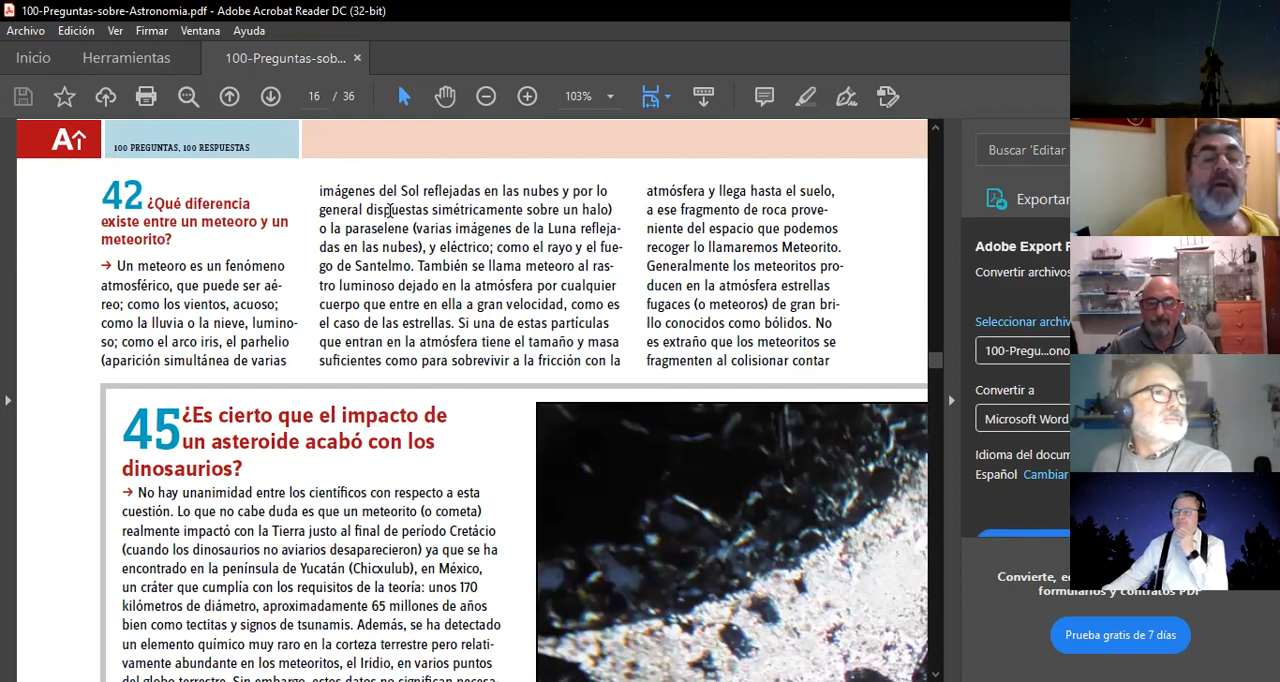 100-Preguntas-sobre-Astronomia.pdf - Adobe Acrobat Reader DC (32-bit)
Archivo Edición Ver Firmar Ventana Ayuda
Inicio Herramientas 100-Preguntas-sob... ×
16 / 36 103%
A
100 PREGUNTAS, 100 RESPUESTAS
42 ¿Qué diferencia
existe entre un meteoro y un
meteorito?
→ Un meteoro es un fenómeno
atmosférico, que puede ser aé-
reo; como los vientos, acuoso;
como la lluvia o la nieve, lumino-
so; como el arco iris, el parhelio
(aparición simultánea de varias
imágenes del Sol reflejadas en las nubes y por lo
general dispuestas simétricamente sobre un halo)
o la paraselene (varias imágenes de la Luna refleja-
das en las nubes), y eléctrico; como el rayo y el fue-
go de Santelmo. También se llama meteoro al ras-
tro luminoso dejado en la atmósfera por cualquier
cuerpo que entre en ella a gran velocidad, como es
el caso de las estrellas. Si una de estas partículas
que entran en la atmósfera tiene el tamaño y masa
suficientes como para sobrevivir a la fricción con la
atmósfera y llega hasta el suelo,
a ese fragmento de roca prove-
niente del espacio que podemos
recoger lo llamaremos Meteorito.
Generalmente los meteoritos pro-
ducen en la atmósfera estrellas
fugaces (o meteoros) de gran bri-
llo conocidos como bólidos. No
es extraño que los meteoritos se
fragmenten al colisionar contar
45 ¿Es cierto que el impacto de
un asteroide acabó con los
dinosaurios?
→ No hay unanimidad entre los científicos con respecto a esta
cuestión. Lo que no cabe duda es que un meteorito (o cometa)
realmente impactó con la Tierra justo al final de período Cretácio
(cuando los dinosaurios no aviarios desaparecieron) ya que se ha
encontrado en la península de Yucatán (Chicxulub), en México,
un cráter que cumplía con los requisitos de la teoría: unos 170
kilómetros de diámetro, aproximadamente 65 millones de años
bien como tectitas y signos de tsunamis. Además, se ha detectado
un elemento químico muy raro en la corteza terrestre pero relati-
vamente abundante en los meteoritos, el Iridio, en varios puntos
del globo terrestre. Sin embargo, estos datos no significan necesa-
Buscar 'Editar
Exportar
Adobe Export
Convertir archivos
Seleccionar archi
100-Pregu...ono
Convertir a
Microsoft Word
Idioma del docum
Español Cambiar
Convierte, e
formularios y contratos PDF
Prueba gratis de 7 días